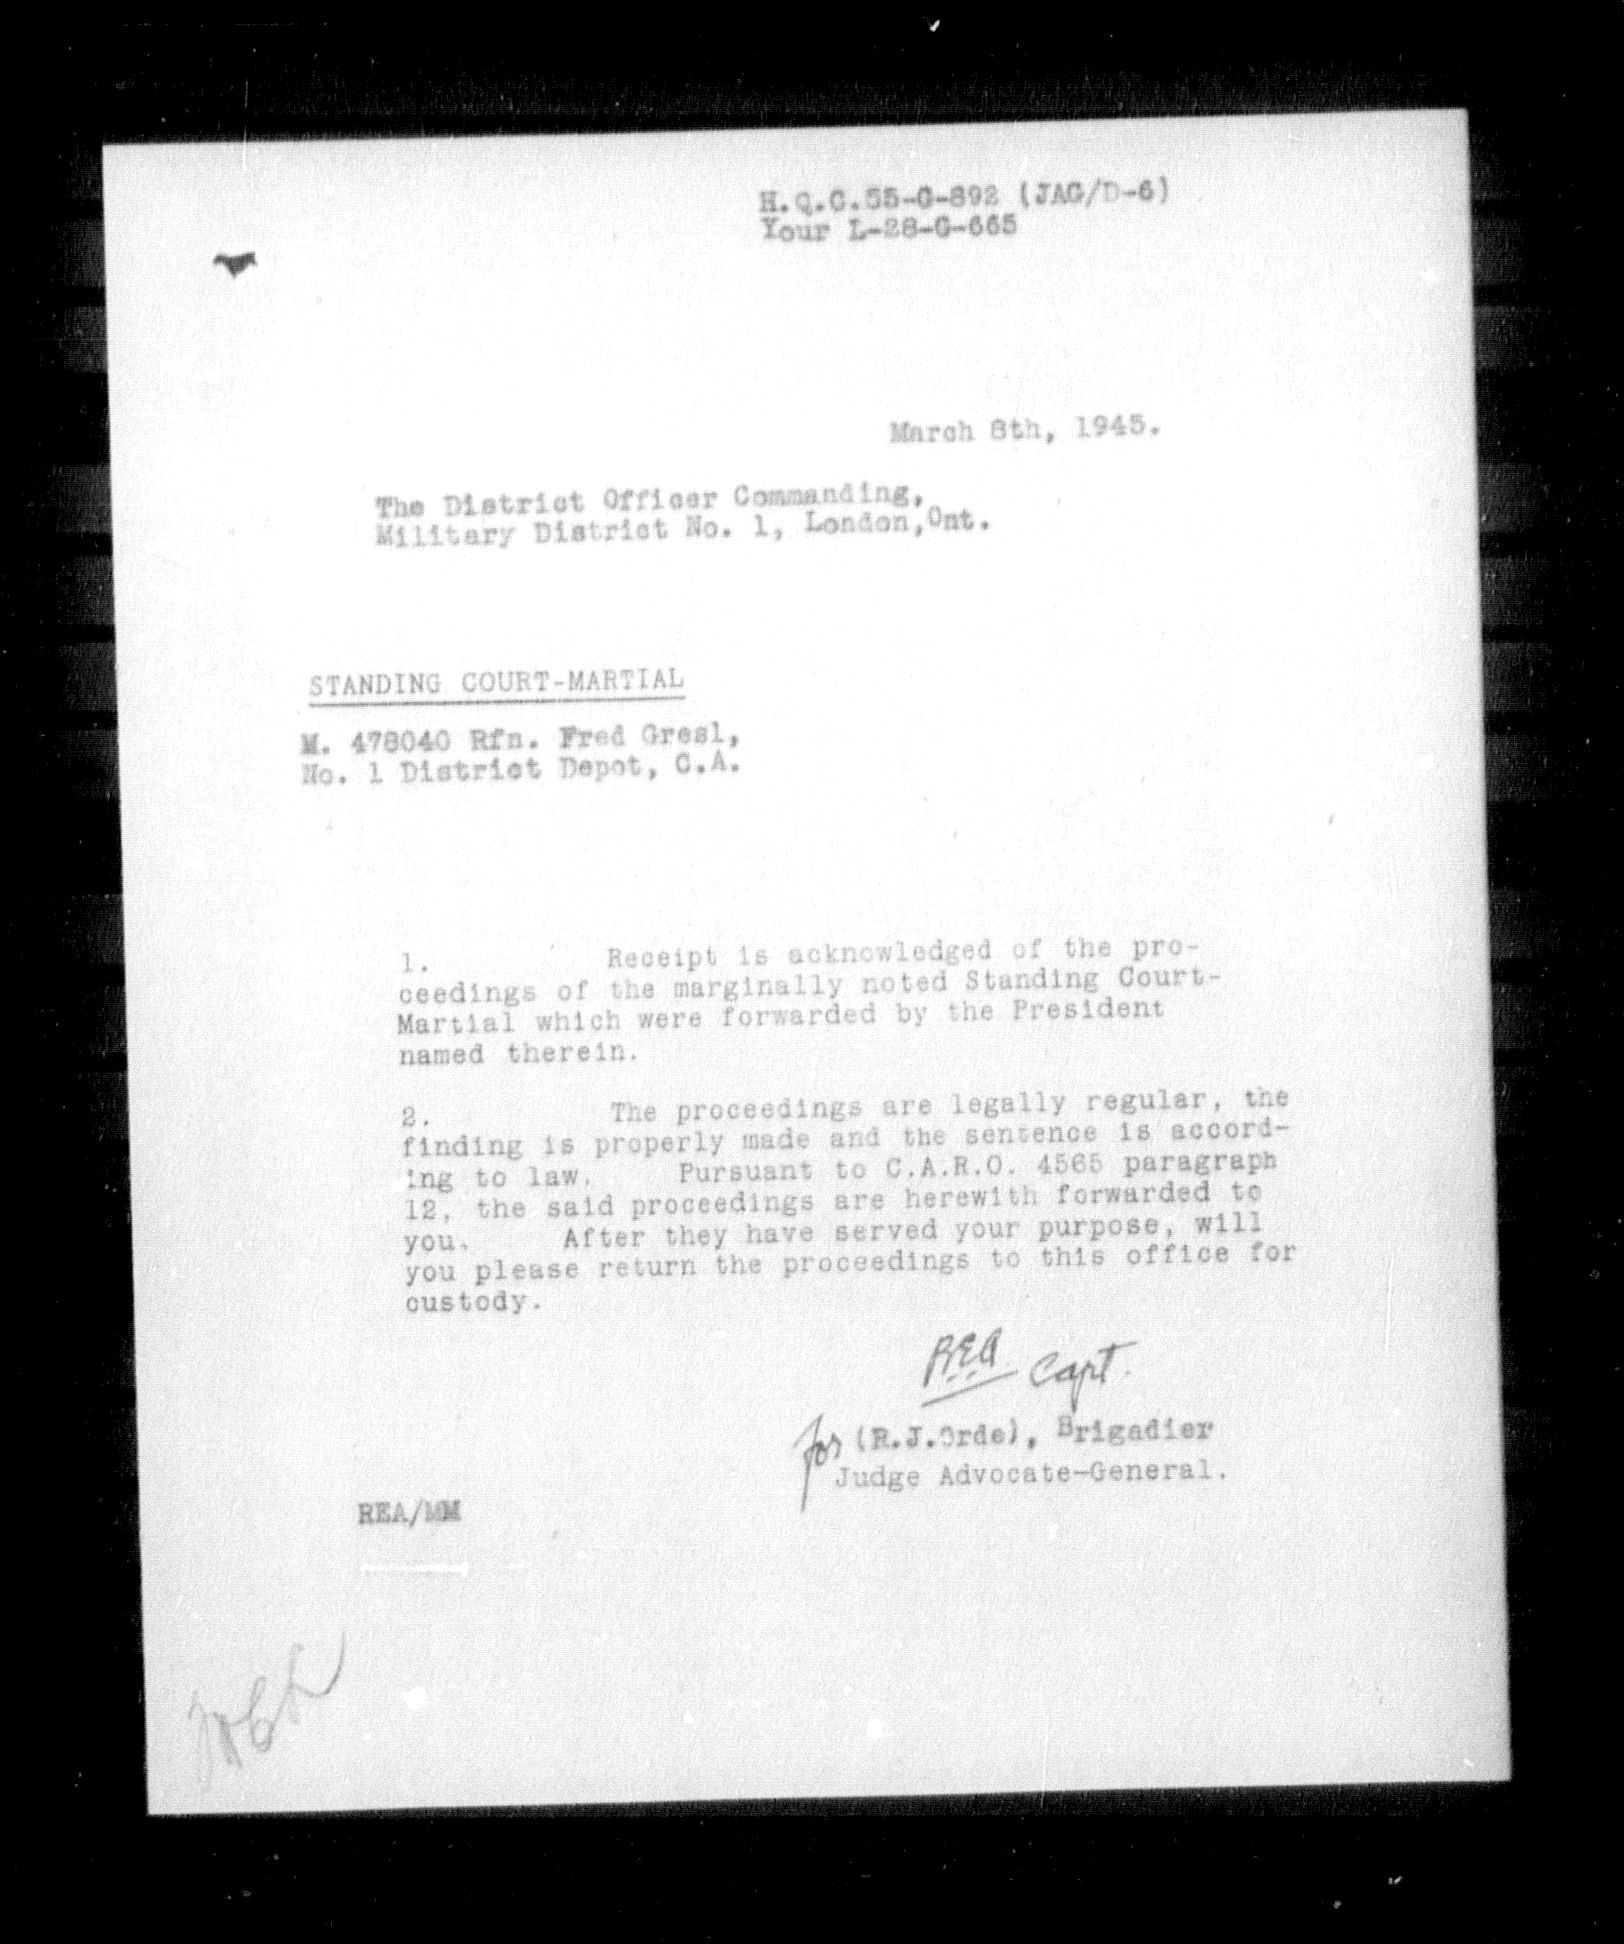 H.Q.C.55-G-892 (JAG/D-6)
Your L-28-G-665
March 8th, 1945.
The District Officer Commanding,
Military District No. 1, London,Ont.
STANDING COURT-MARTIAL
M. 478040 Rfn. Fred Gresl,
No. 1 District Depot, C.A.
1. Receipt is acknowledged of the pro-
ceedings of the marginally noted Standing Court-
Martial which were forwarded by the President
named therein.
2. The proceedings are legally regular, the
finding is properly made and the sentence is accord-
ing to law. Pursuant to C.A.R.O. 4565 paragraph
12, the said proceedings are herewith forwarded to
you. After they have served your purpose, will
you please return the proceedings to this office for
custody.
REA Capt.
for (R.J.Orde), Brigadier
Judge Advocate-General.
REA/MM